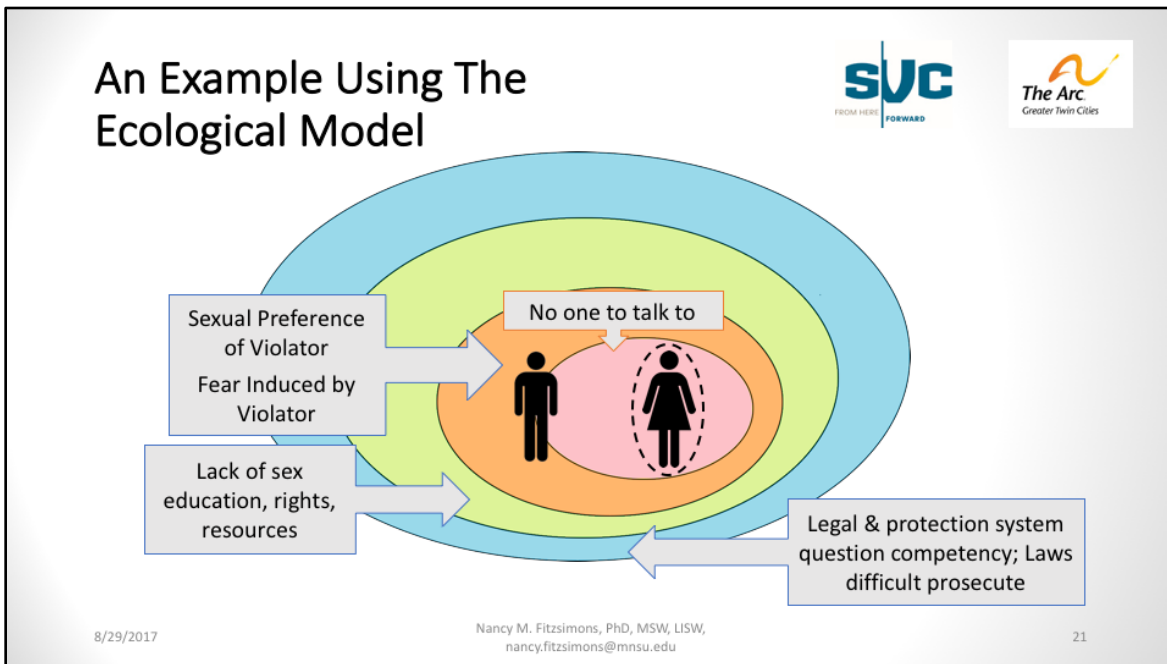 An Example Using The
Ecological Model
SVC
FROM HERE
FORWARD
The Arc
Greater Twin Cities
No one to talk to
Sexual Preference
of Violator
Fear Induced by
Violator
Lack of sex
education, rights,
resources
Legal & protection system
question competency; Laws
difficult prosecute
8/29/2017
Nancy M. Fitzsimons, PhD, MSW, LISW,
nancy.fitzsimons@mnsu.edu
21